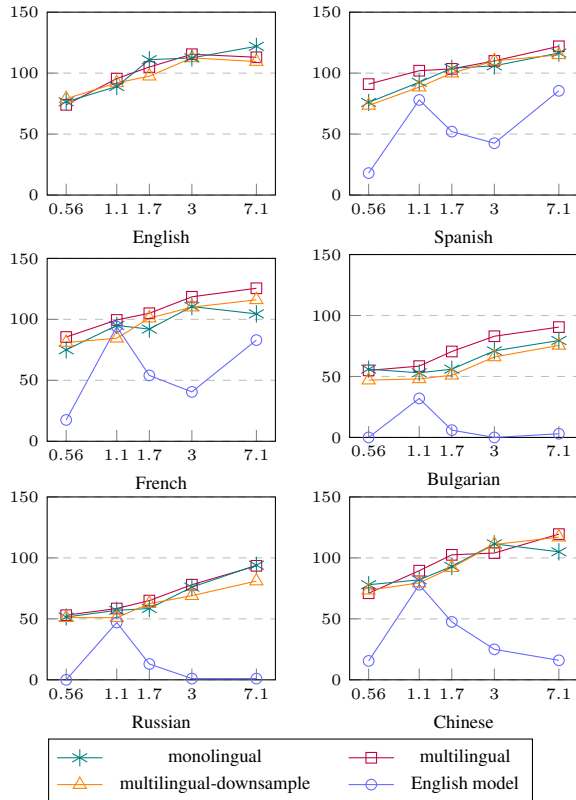 150
100
50
0
0.56 1.1 1.7 3 7.1
English
150
100
50
0
0.56 1.1 1.7 3 7.1
Spanish
150
100
50
0
0.56 1.1 1.7 3 7.1
French
150
100
50
0
0.56 1.1 1.7 3 7.1
Bulgarian
150
100
50
0
0.56 1.1 1.7 3 7.1
Russian
150
100
50
0
0.56 1.1 1.7 3 7.1
Chinese
monolingual multilingual
multilingual-downsample English model